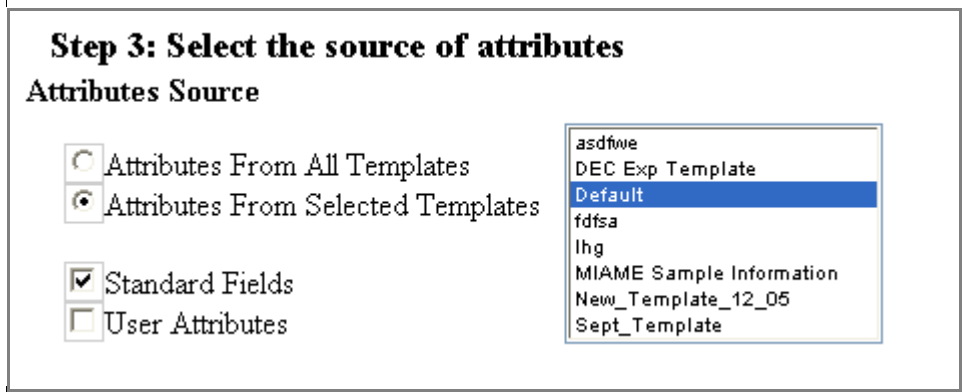 Step 3: Select the source of attributes
Attributes Source
Attributes From All Templates
Attributes From Selected Templates
Standard Fields
User Attributes
asdfwe
DEC Exp Template
Default
fdfsa
lhg
MIAME Sample Information
New_Template_12_05
Sept_Template